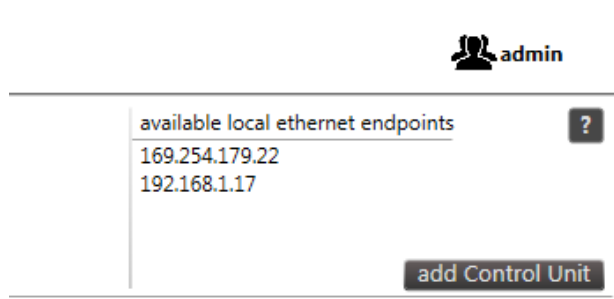 admin
available local ethernet endpoints
?
169.254.179.22
192.168.1.17
add Control Unit